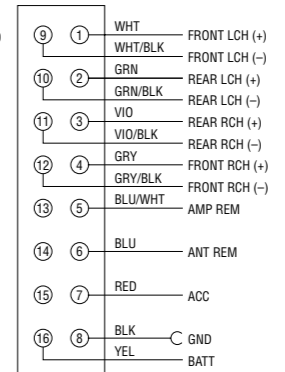 )
9 1 WHT FRONT LCH (+)
WHT/BLK FRONT LCH (–)
10 2 GRN REAR LCH (+)
GRN/BLK REAR LCH (–)
11 3 VIO REAR RCH (+)
VIO/BLK REAR RCH (–)
12 4 GRY FRONT RCH (+)
GRY/BLK FRONT RCH (–)
13 5 BLU/WHT AMP REM
14 6 BLU ANT REM
15 7 RED ACC
16 8 BLK GND
YEL BATT